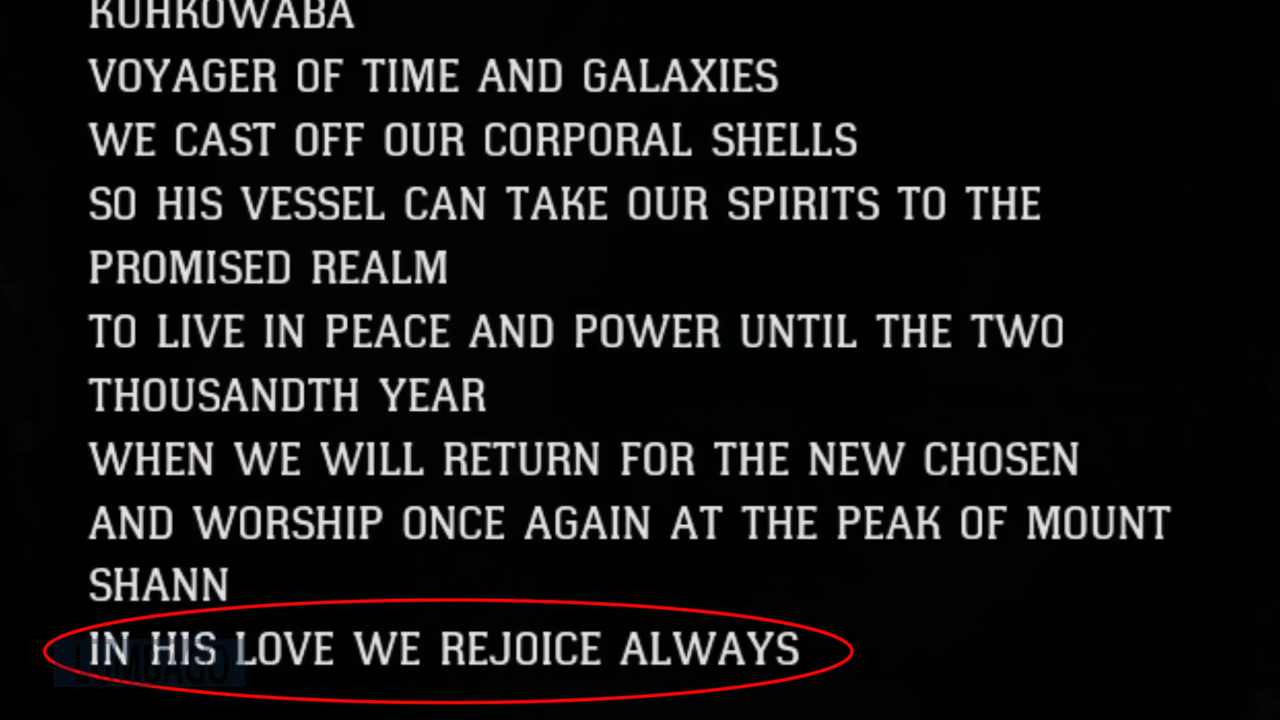 KUHKOWABA
VOYAGER OF TIME AND GALAXIES
WE CAST OFF OUR CORPORAL SHELLS
SO HIS VESSEL CAN TAKE OUR SPIRITS TO THE
PROMISED REALM
TO LIVE IN PEACE AND POWER UNTIL THE TWO
THOUSANDTH YEAR
WHEN WE WILL RETURN FOR THE NEW CHOSEN
AND WORSHIP ONCE AGAIN AT THE PEAK OF MOUNT
SHANN
IN HIS LOVE WE REJOICE ALWAYS
LUMBAGO